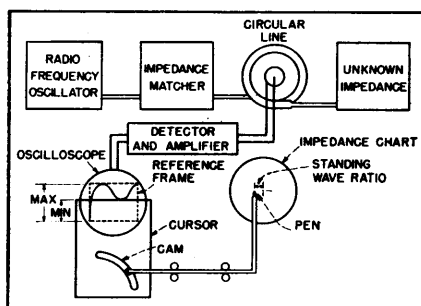 CIRCULAR
LINE
RADIO
FREQUENCY
OSCILLATOR
IMPEDANCE
MATCHER
UNKNOWN
IMPEDANCE
DETECTOR
AND AMPLIFIER
OSCILLOSCOPE
REFERENCE
FRAME
IMPEDANCE CHART
STANDING
WAVE RATIO
MAX
MIN
PEN
CURSOR
CAM